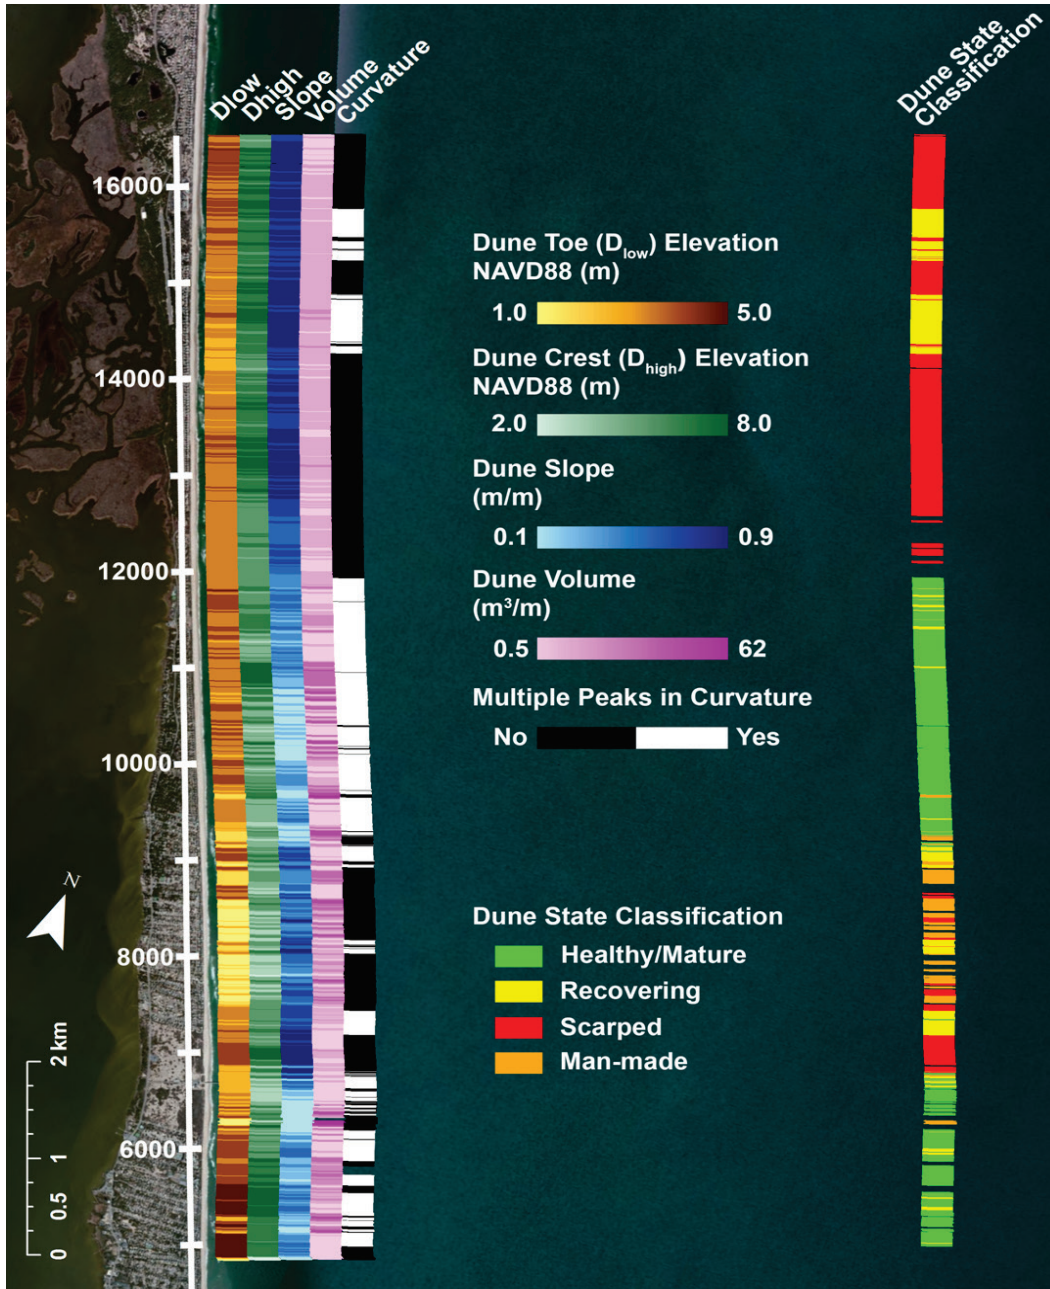 Dlow
Dhigh
Slope
Volume
Curvature
Dune State
Classification
16000
14000
12000
10000
8000
6000
Dune Toe (Dlow) Elevation
NAVD88 (m)
1.0 5.0
Dune Crest (Dhigh) Elevation
NAVD88 (m)
2.0 8.0
Dune Slope
(m/m)
0.1 0.9
Dune Volume
(m³/m)
0.5 62
Multiple Peaks in Curvature
No Yes
Dune State Classification
Healthy/Mature
Recovering
Scarped
Man-made
N
2 km
1
0.5
0